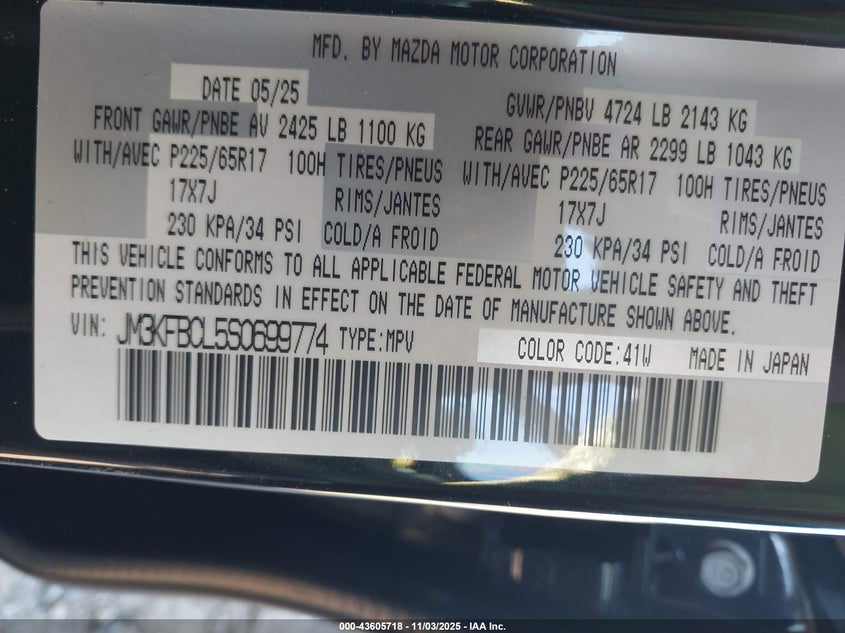 MFD. BY MAZDA MOTOR CORPORATION
DATE 05/25 GVWR/PNBV 4724 LB 2143 KG
FRONT GAWR/PNBE AV 2425 LB 1100 KG REAR GAWR/PNBE AR 2299 LB 1043 KG
WITH/AVEC P225/65R17 100H TIRES/PNEUS WITH/AVEC P225/65R17 100H TIRES/PNEUS
17X7J RIMS/JANTES 17X7J RIMS/JANTES
230 KPA/34 PSI COLD/A FROID 230 KPA/34 PSI COLD/A FROID
THIS VEHICLE CONFORMS TO ALL APPLICABLE FEDERAL MOTOR VEHICLE SAFETY AND THEFT
PREVENTION STANDARDS IN EFFECT ON THE DATE OF MANUFACTURE SHOWN ABOVE.
VIN: JM3KFBCL5S0699774 TYPE:MPV COLOR CODE:41W MADE IN JAPAN
000-43605718 - 11/03/2025 - IAA Inc.